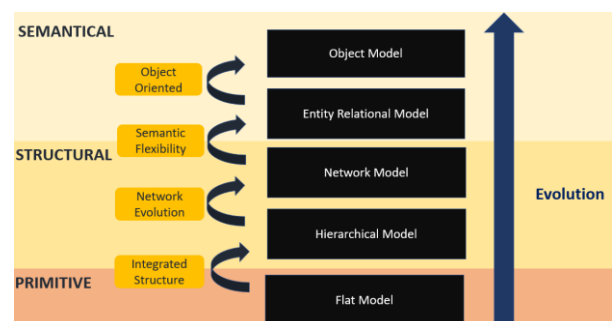 SEMANTICAL
Object Model
Object
Oriented
Entity Relational Model
Semantic
Flexibility
STRUCTURAL
Network Model
Network
Evolution
Evolution
Hierarchical Model
Integrated
Structure
PRIMITIVE
Flat Model